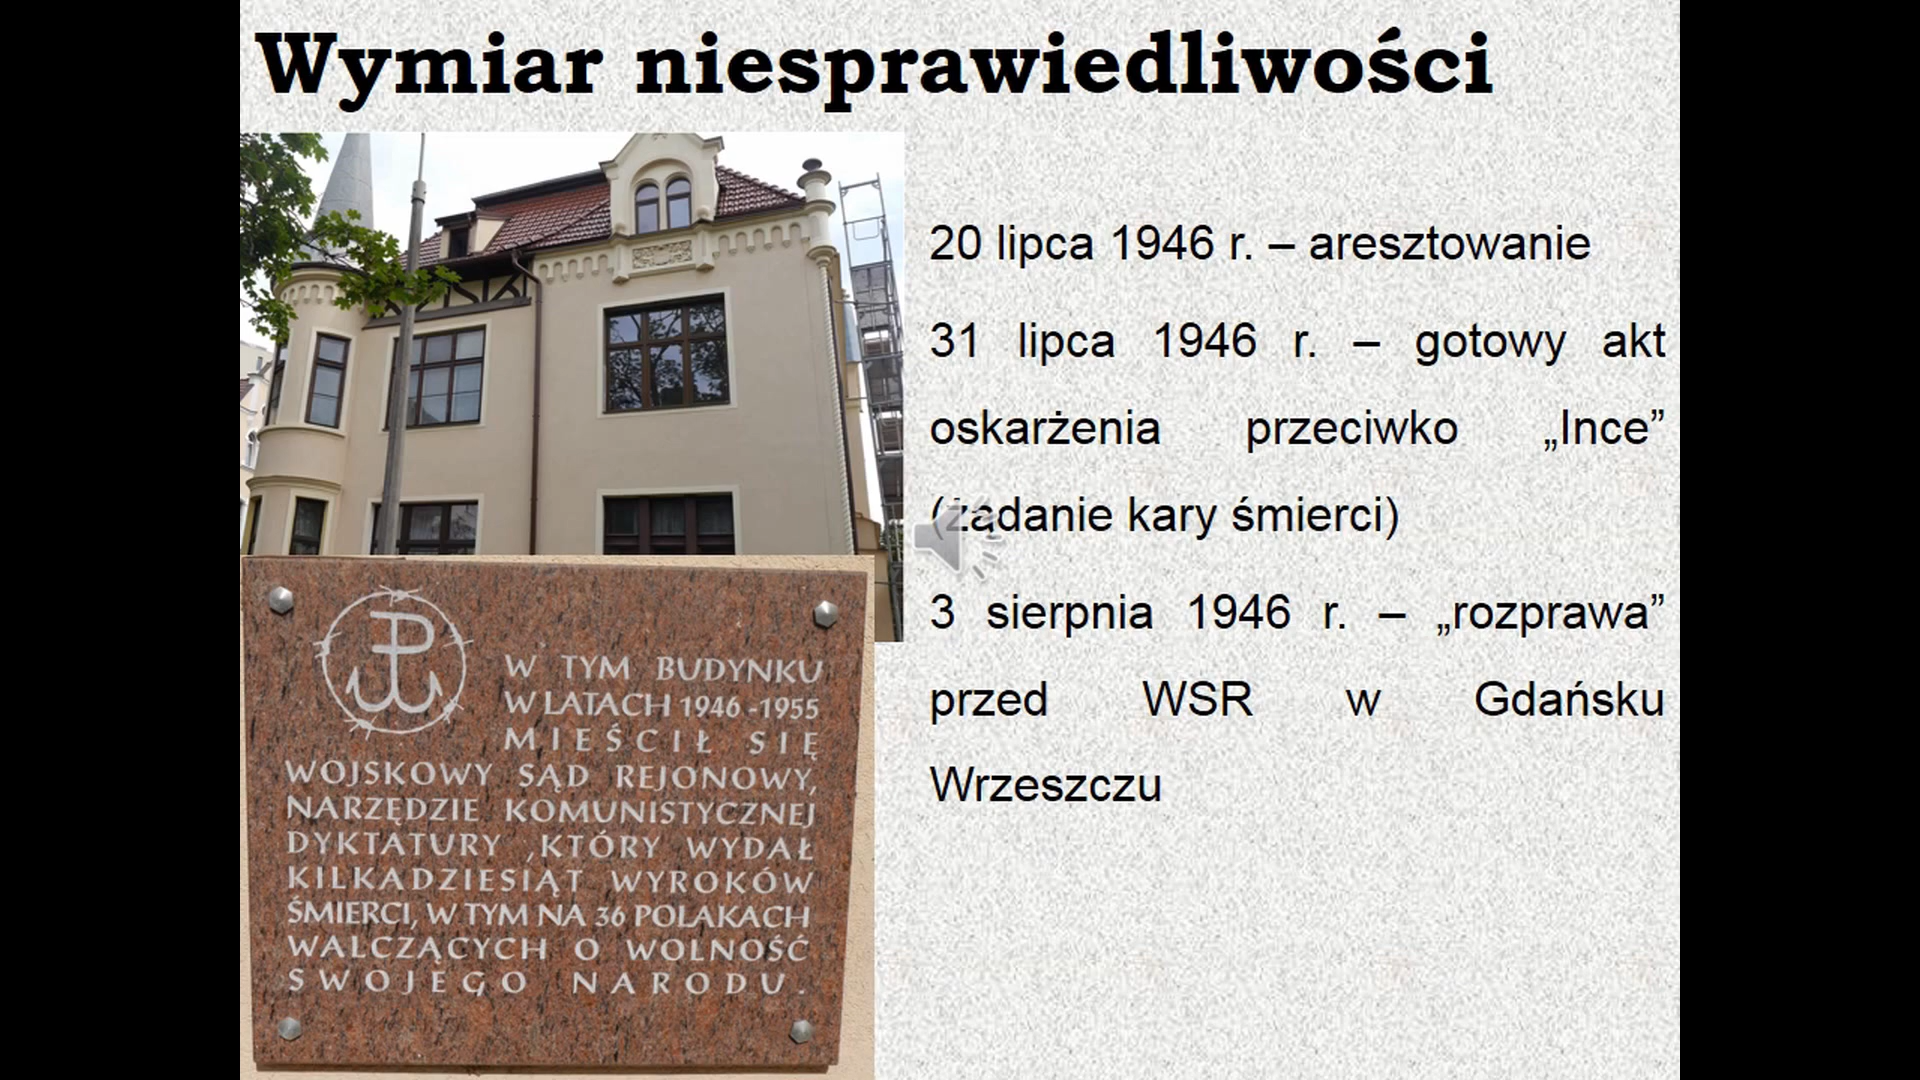 Wymiar niesprawiedliwości
20 lipca 1946 r. – aresztowanie
31 lipca 1946 r. – gotowy akt
oskarżenia przeciwko „Ince”
(żądanie kary śmierci)
3 sierpnia 1946 r. – „rozprawa”
przed WSR w Gdańsku
Wrzeszczu
W TYM BUDYNKU
W LATACH 1946-1955
MIEŚCIŁ SIĘ
WOJSKOWY SĄD REJONOWY,
NARZĘDZIE KOMUNISTYCZNEJ
DYKTATURY ,KTÓRY WYDAŁ
KILKADZIESIĄT WYROKÓW
ŚMIERCI, W TYM NA 36 POLAKACH
WALCZĄCYCH O WOLNOŚĆ
SWOJEGO NARODU.